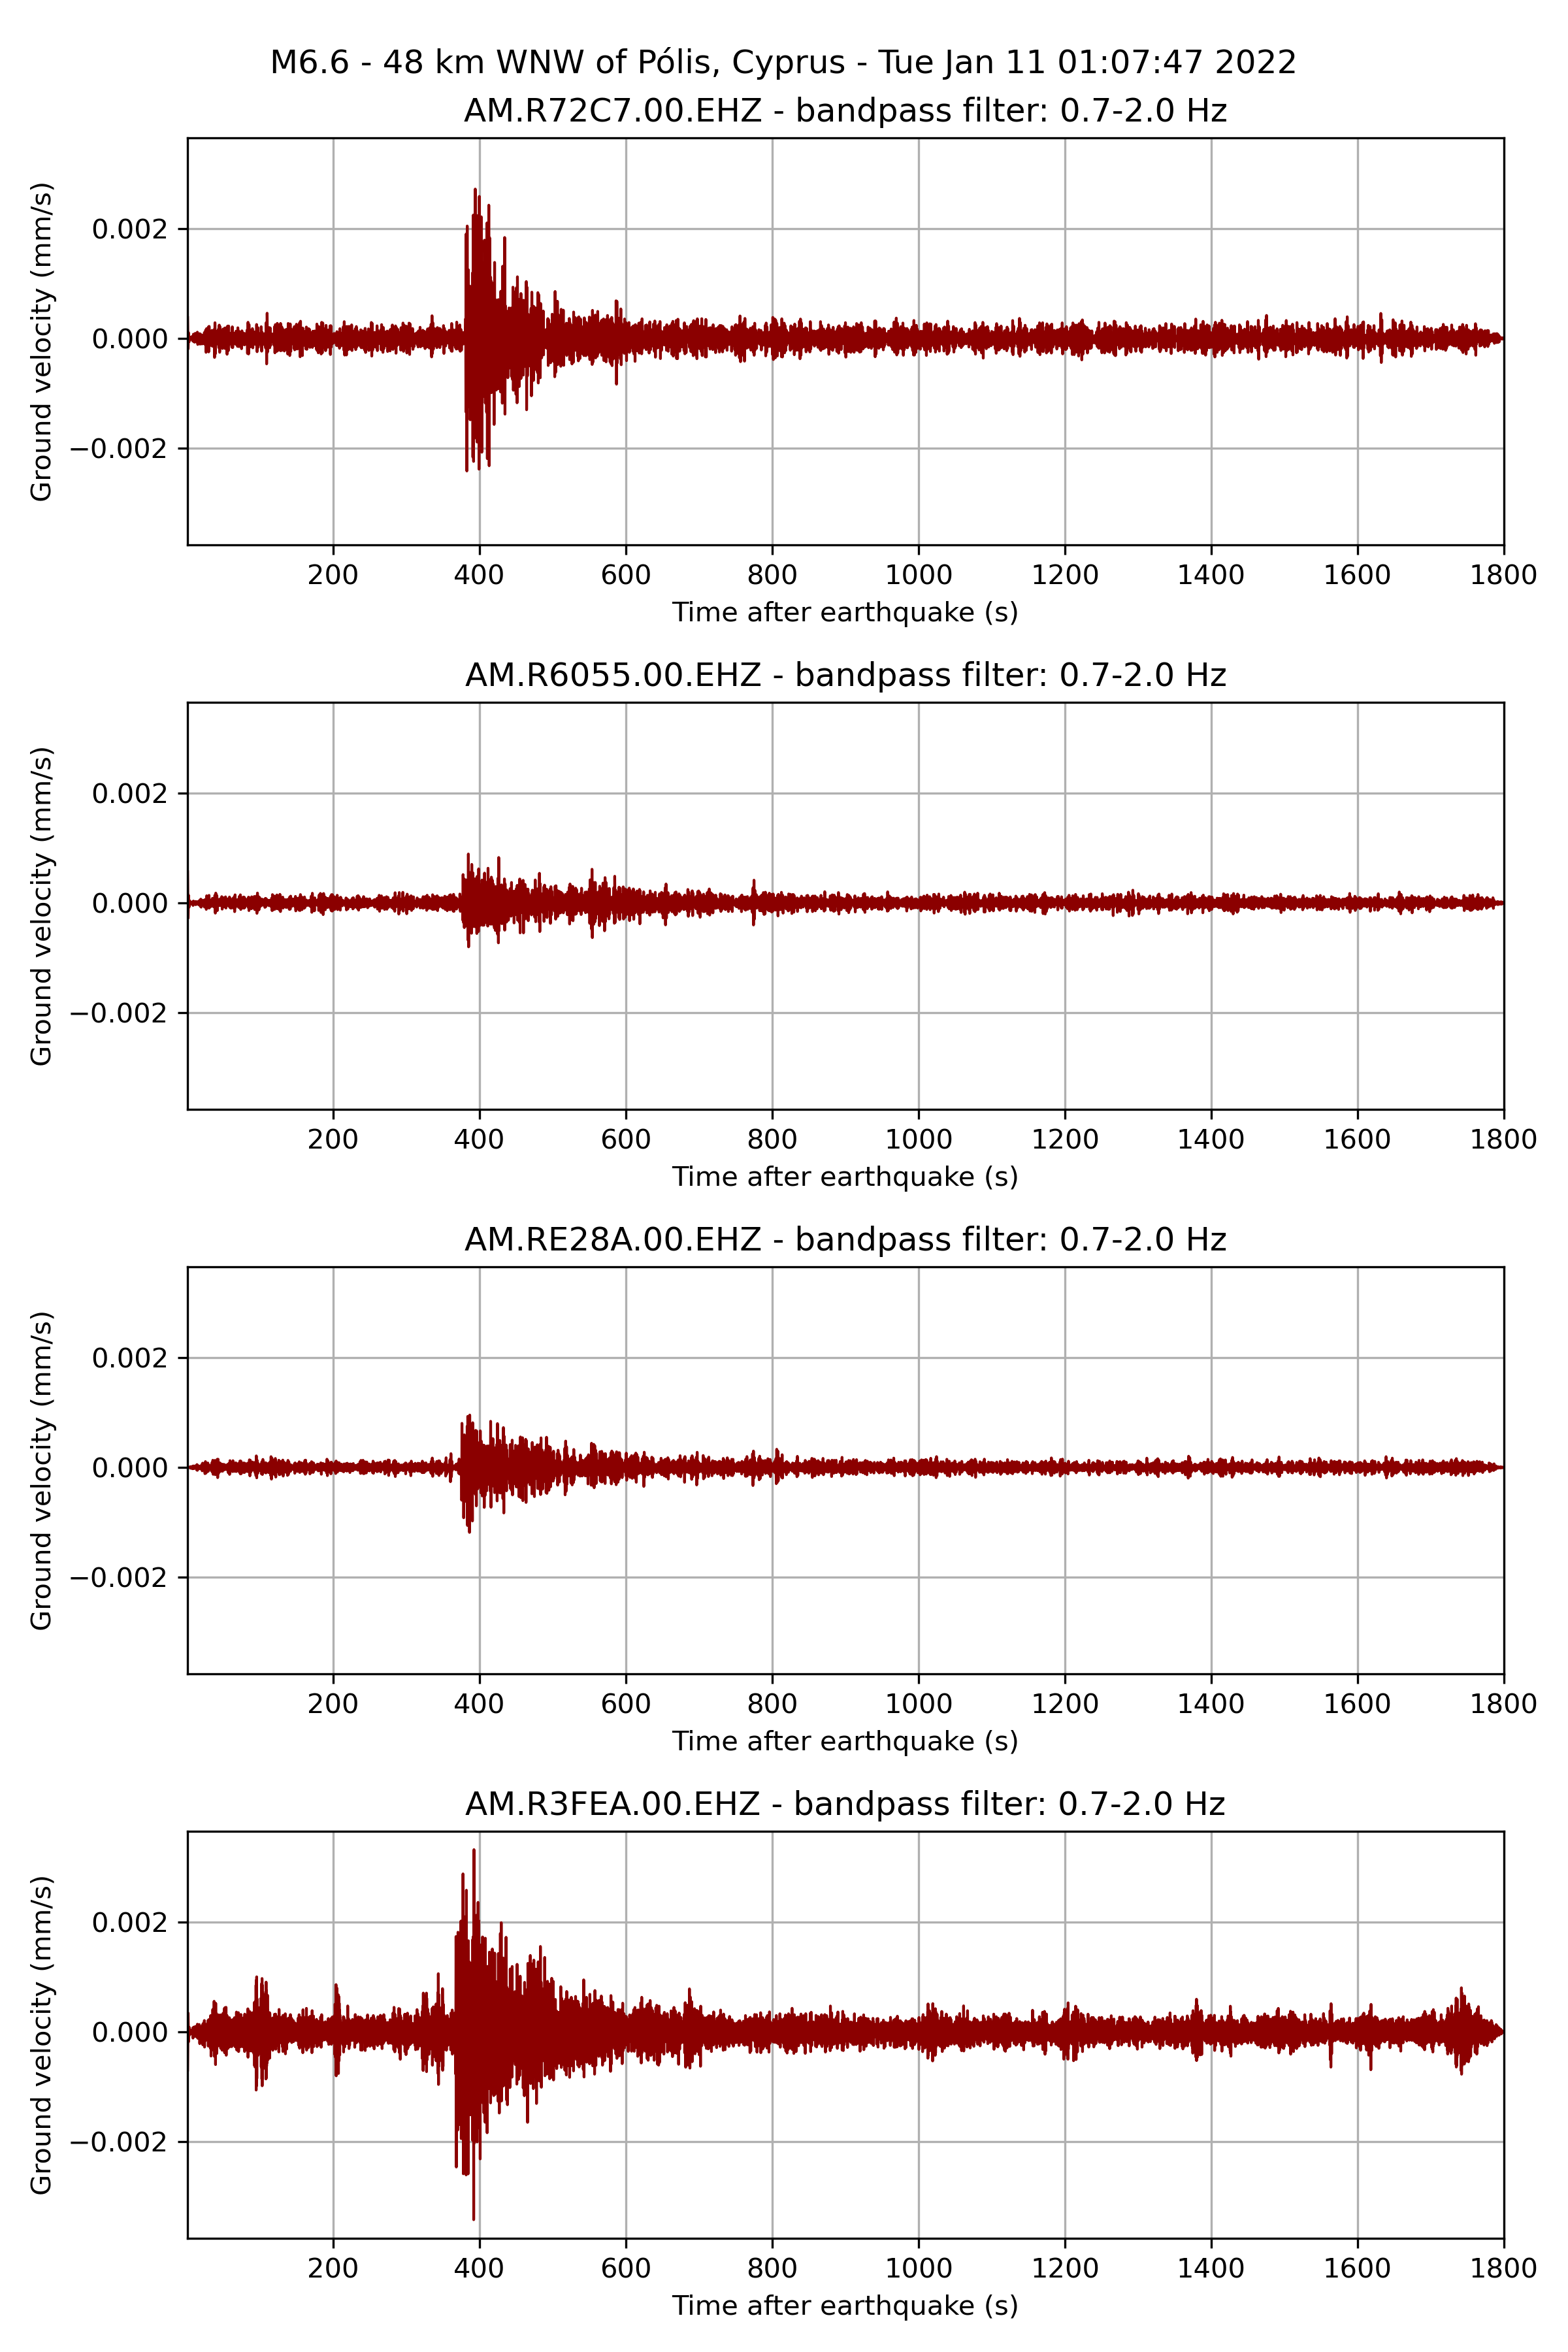 M6.6 - 48 km WNW of Pólis, Cyprus - Tue Jan 11 01:07:47 2022
AM.R72C7.00.EHZ - bandpass filter: 0.7-2.0 Hz
Ground velocity (mm/s)
0.002
0.000
−0.002
200 400 600 800 1000 1200 1400 1600 1800
Time after earthquake (s)
AM.R6055.00.EHZ - bandpass filter: 0.7-2.0 Hz
Ground velocity (mm/s)
0.002
0.000
−0.002
200 400 600 800 1000 1200 1400 1600 1800
Time after earthquake (s)
AM.RE28A.00.EHZ - bandpass filter: 0.7-2.0 Hz
Ground velocity (mm/s)
0.002
0.000
−0.002
200 400 600 800 1000 1200 1400 1600 1800
Time after earthquake (s)
AM.R3FEA.00.EHZ - bandpass filter: 0.7-2.0 Hz
Ground velocity (mm/s)
0.002
0.000
−0.002
200 400 600 800 1000 1200 1400 1600 1800
Time after earthquake (s)